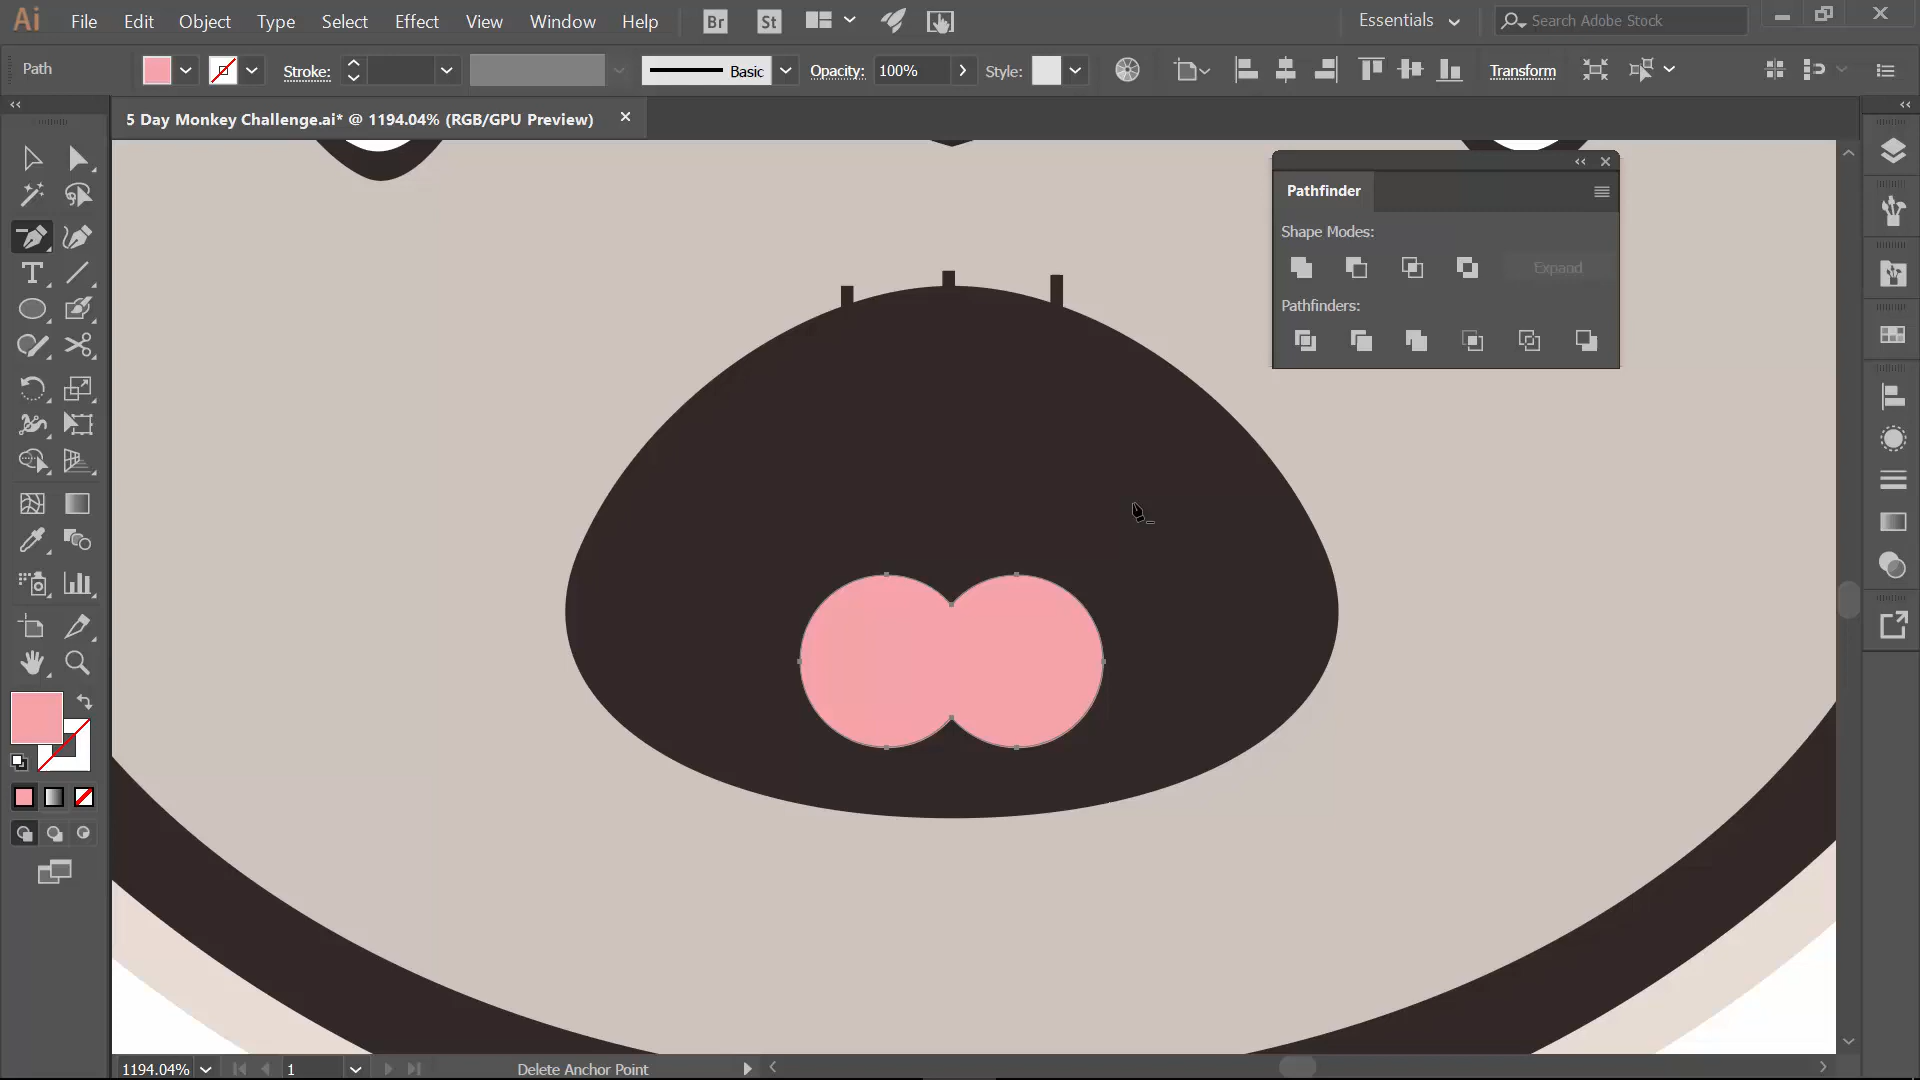 Ai File Edit Object Type Select Effect View Window Help Br St Essentials Search Adobe Stock
Path Stroke: Basic Opacity: 100% Style: Transform
5 Day Monkey Challenge.ai* @ 1194.04% (RGB/GPU Preview)
Pathfinder
Shape Modes:
Expand
Pathfinders:
1194.04% 1 Delete Anchor Point